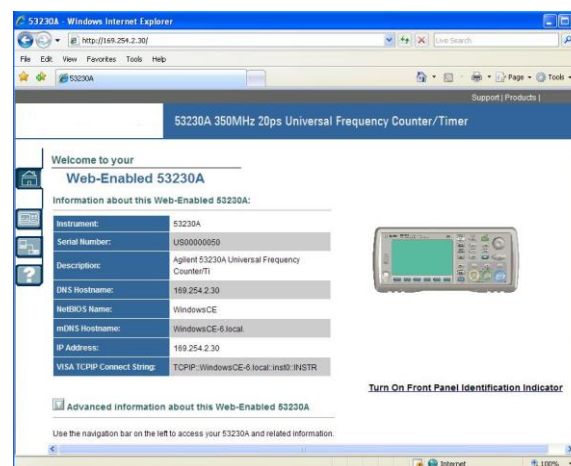 53230A - Windows Internet Explorer
http://169.254.2.30/
Live Search
File Edit View Favorites Tools Help
53230A
Page Tools
Support | Products |
53230A 350MHz 20ps Universal Frequency Counter/Timer
Welcome to your
Web-Enabled 53230A
Information about this Web-Enabled 53230A:
Instrument: 53230A
Serial Number: US00000050
Description: Agilent 53230A Universal Frequency
Counter/Ti
DNS Hostname: 169.254.2.30
NetBIOS Name: WindowsCE
mDNS Hostname: WindowsCE-6.local.
IP Address: 169.254.2.30
VISA TCPIP Connect String: TCPIP::WindowsCE-6.local::inst0::INSTR
Turn On Front Panel Identification Indicator
Advanced information about this Web-Enabled 53230A
Use the navigation bar on the left to access your 53230A and related information.
Internet 100%